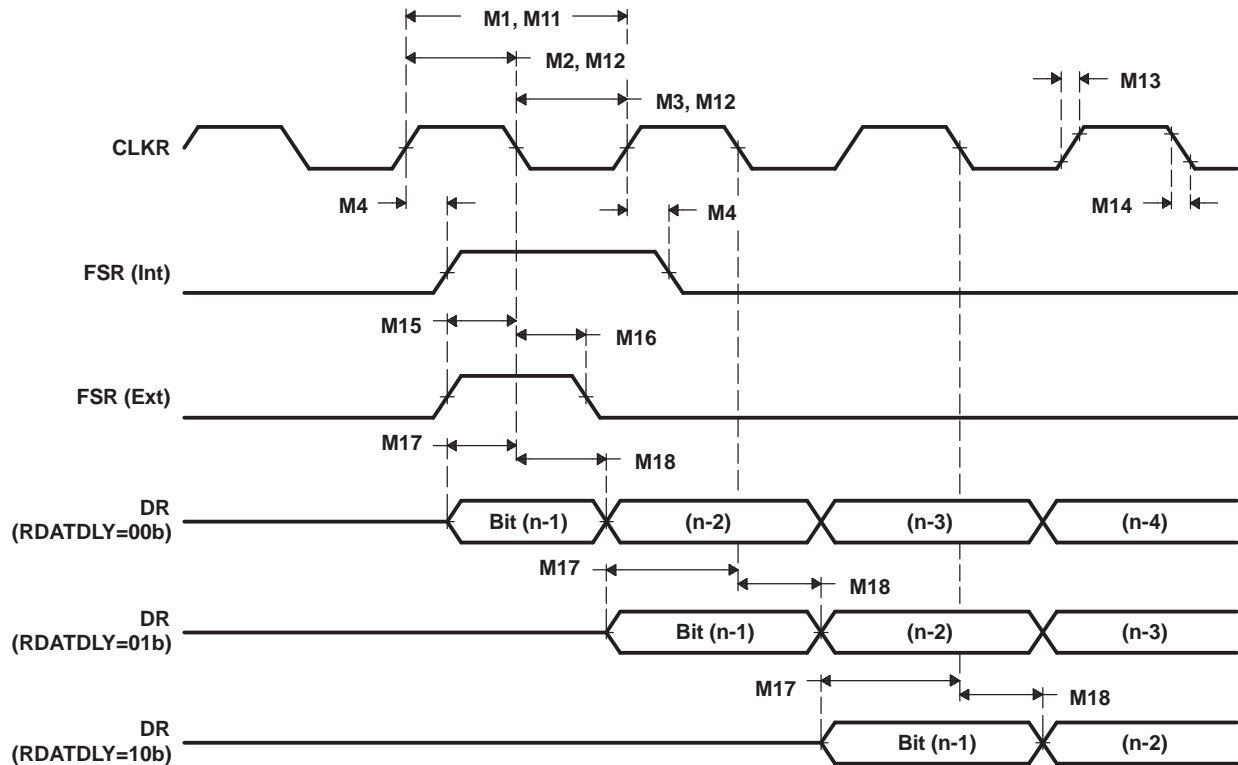 M1, M11
M2, M12
M13
M3, M12
CLKR
M4
M4
M14
FSR (Int)
M15
M16
FSR (Ext)
M17
M18
DR
(RDATDLY=00b)
Bit (n-1)
(n-2)
(n-3)
(n-4)
M17
M18
DR
(RDATDLY=01b)
Bit (n-1)
(n-2)
(n-3)
M17
M18
DR
(RDATDLY=10b)
Bit (n-1)
(n-2)